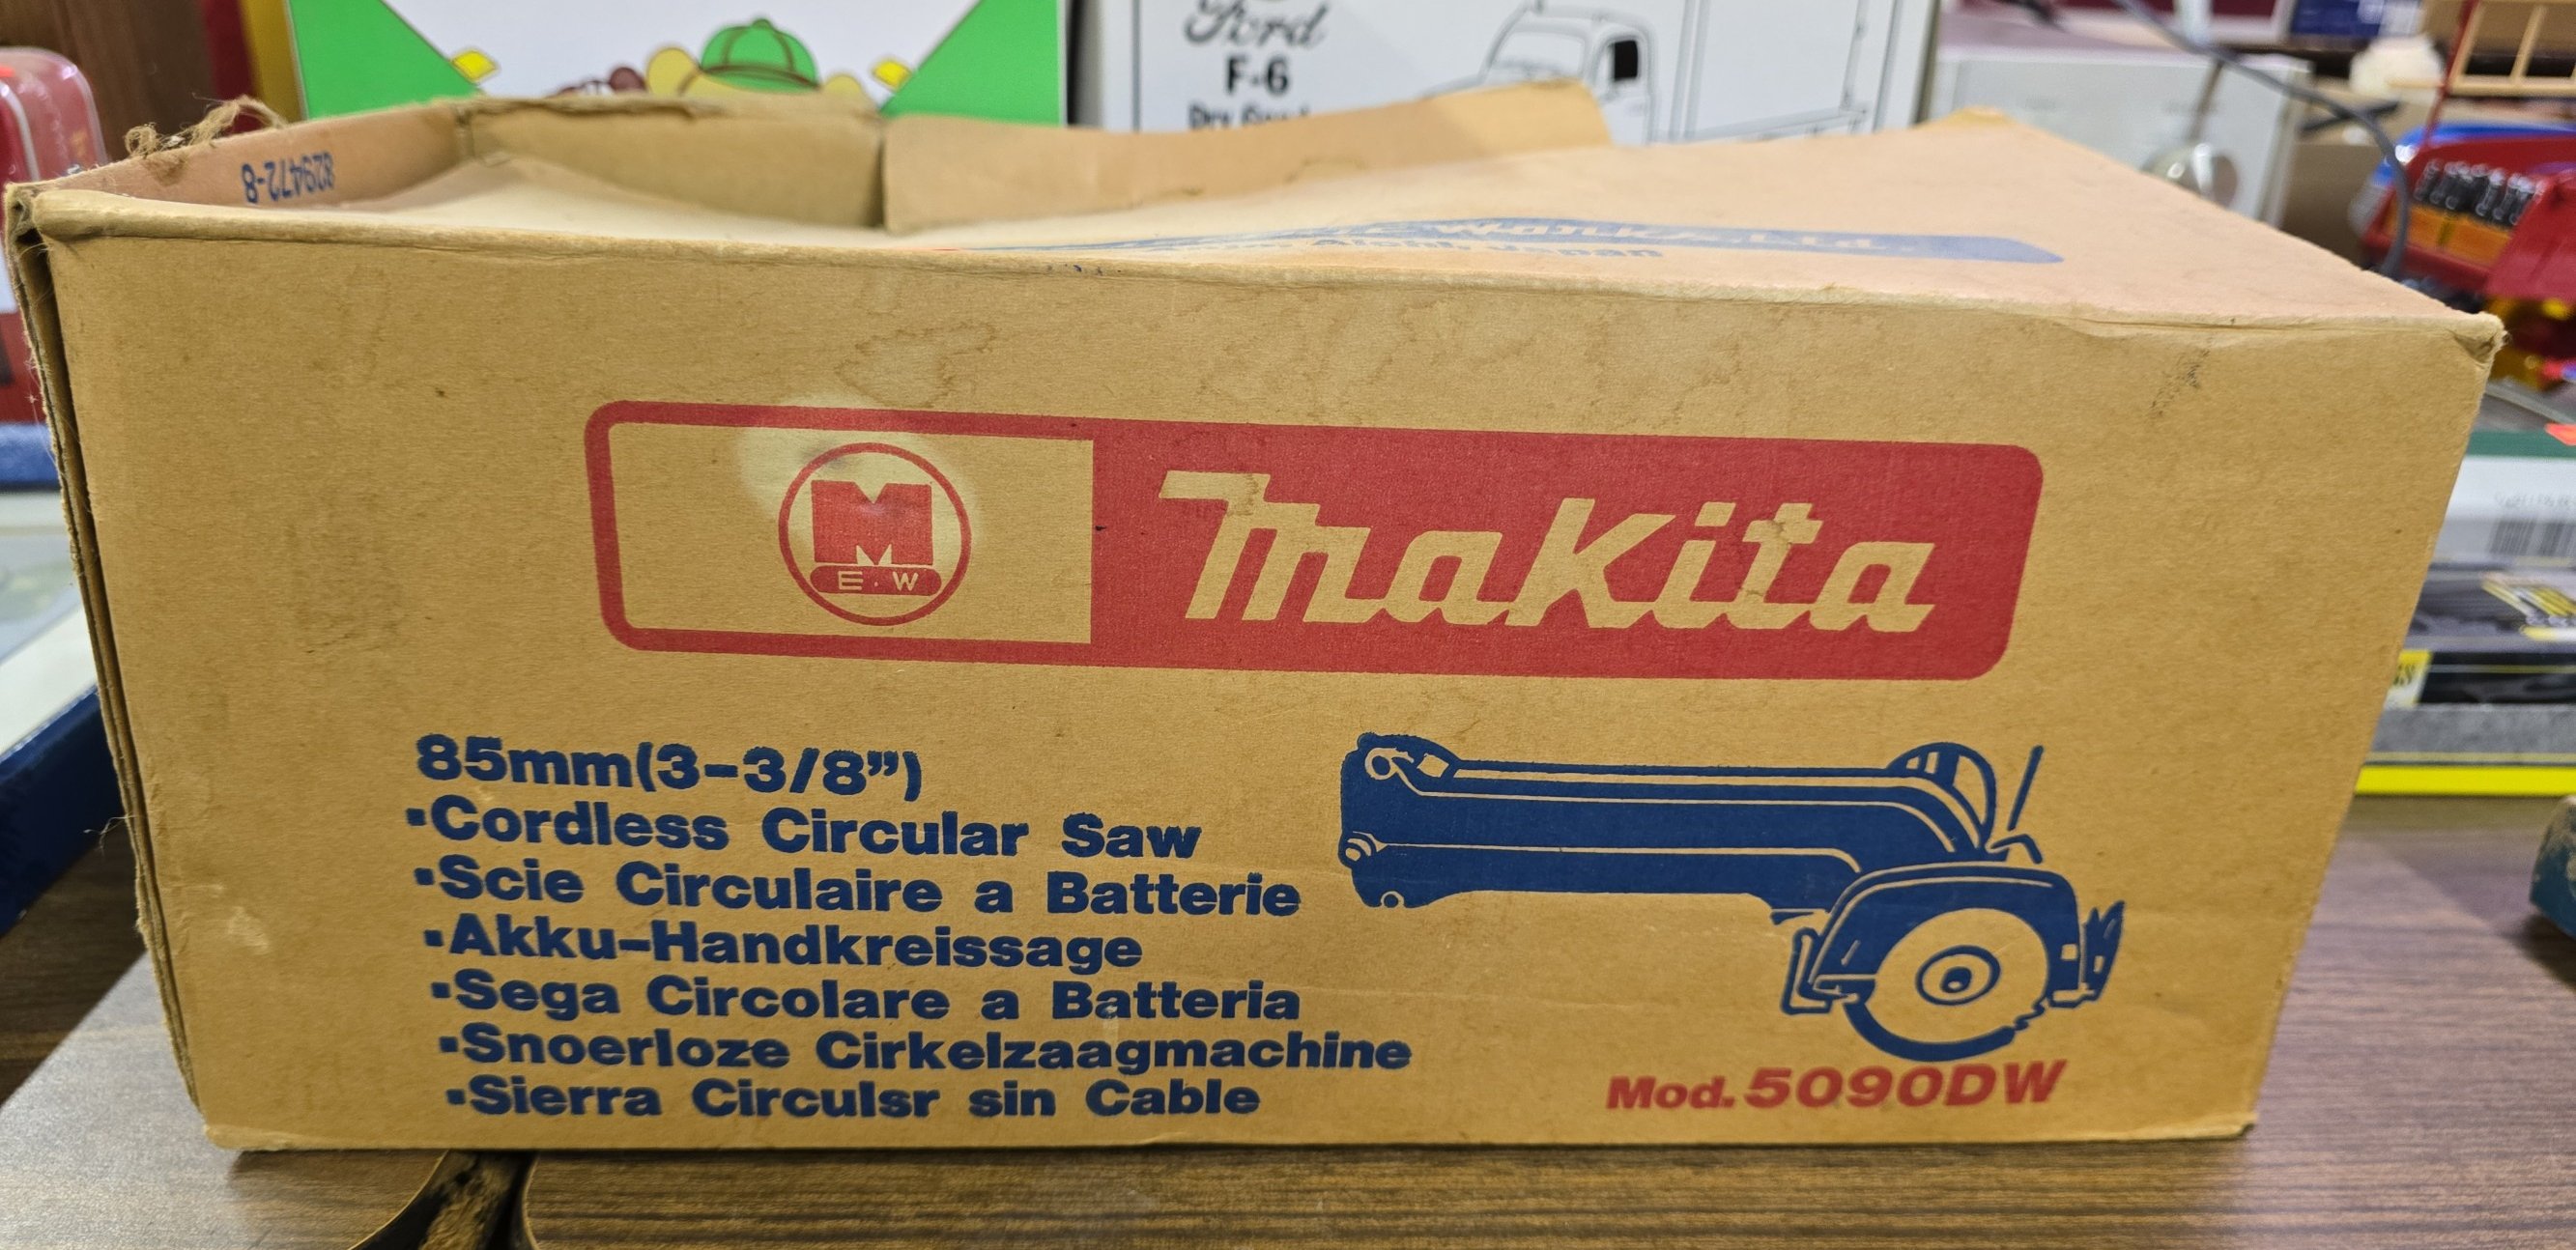 Ford
F-6
829472-8
M
E·W
makita
85mm(3-3/8")
·Cordless Circular Saw
·Scie Circulaire a Batterie
·Akku-Handkreissage
·Sega Circolare a Batteria
·Snoerloze Cirkelzaagmachine
·Sierra Circulsr sin Cable
Mod.5090DW